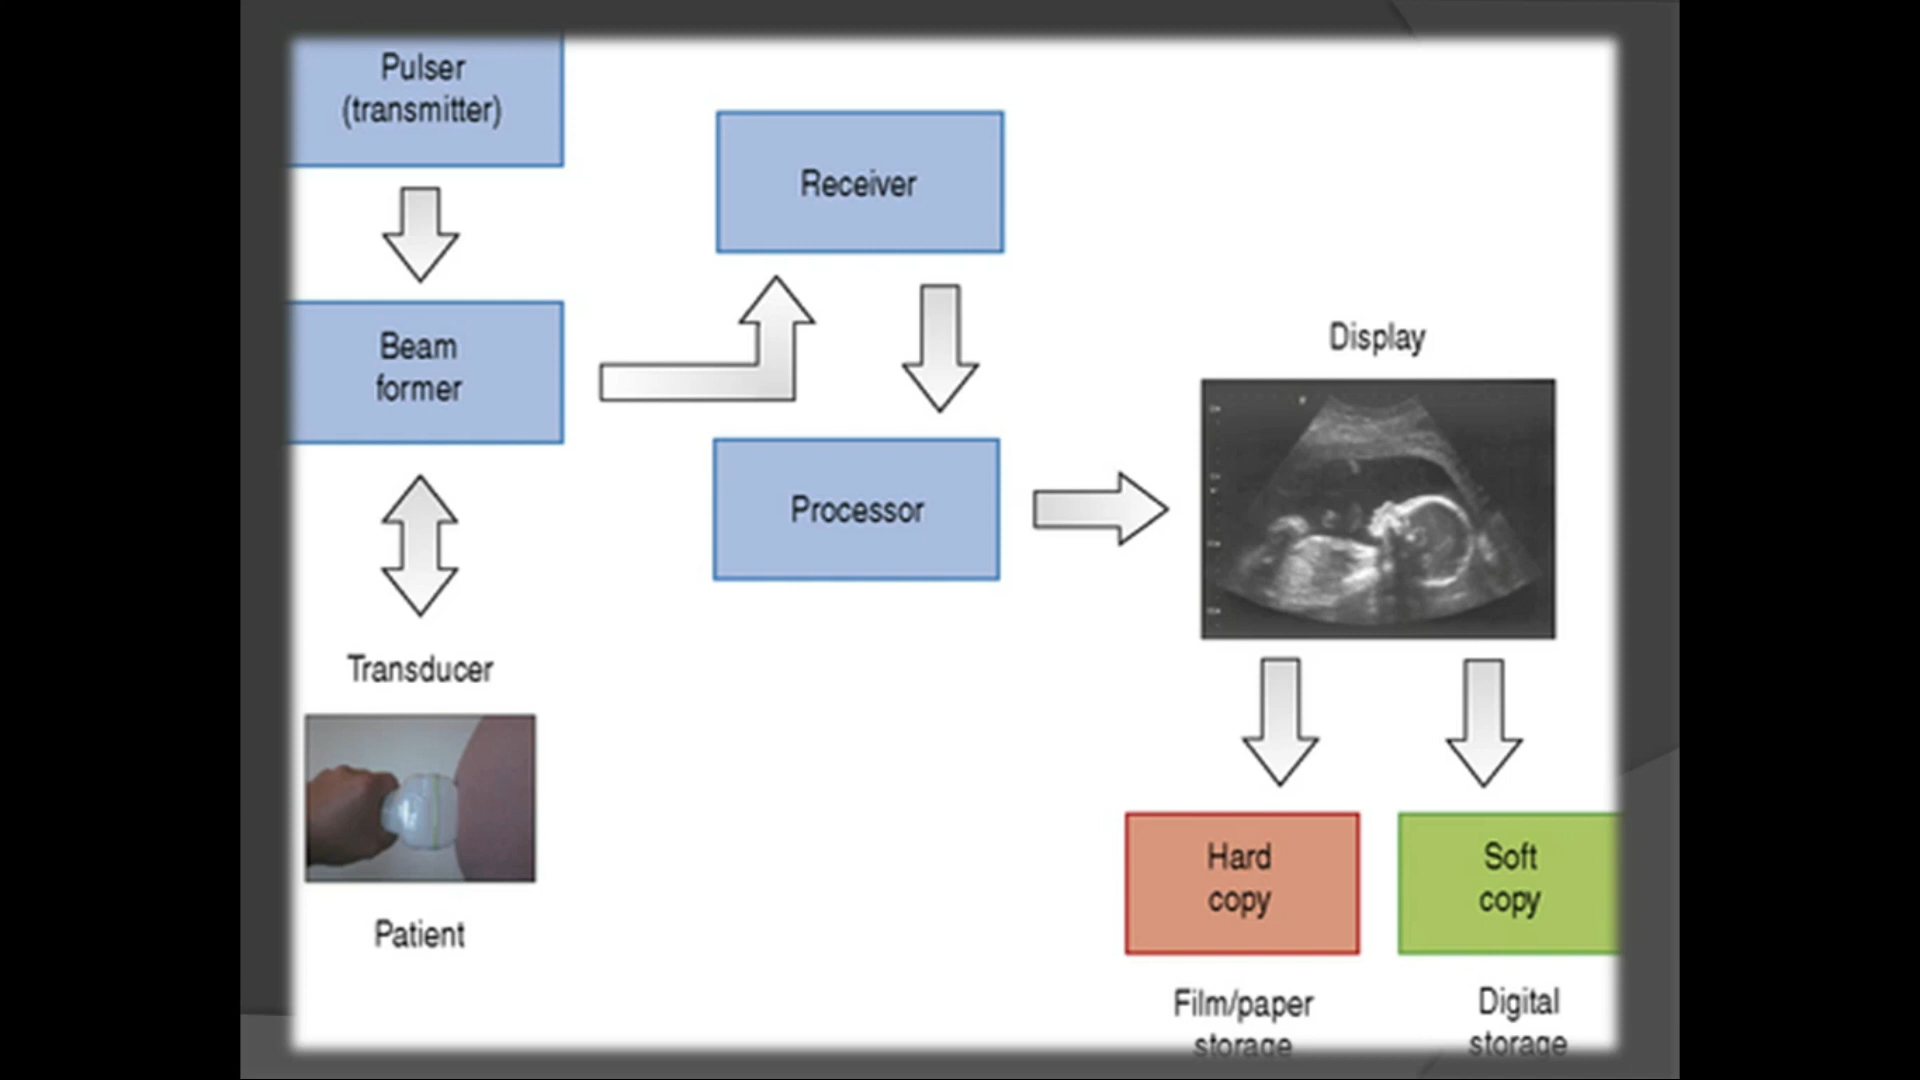 Pulser
(transmitter)
Receiver
Beam
former
Display
Processor
Transducer
Patient
Hard
copy
Soft
copy
Film/paper
storage
Digital
storage